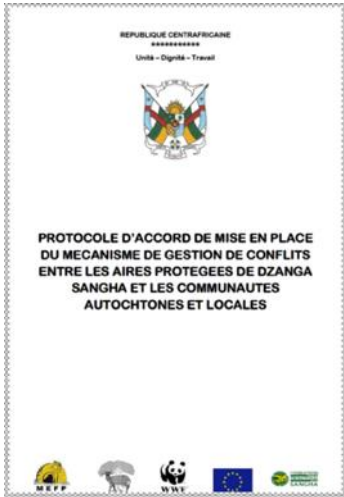 REPUBLIQUE CENTRAFRICAINE
***********
Unité – Dignité – Travail
PROTOCOLE D'ACCORD DE MISE EN PLACE
DU MECANISME DE GESTION DE CONFLITS
ENTRE LES AIRES PROTEGEES DE DZANGA
SANGHA ET LES COMMUNAUTES
AUTOCHTONES ET LOCALES
MEFP
WWF
SANGHA